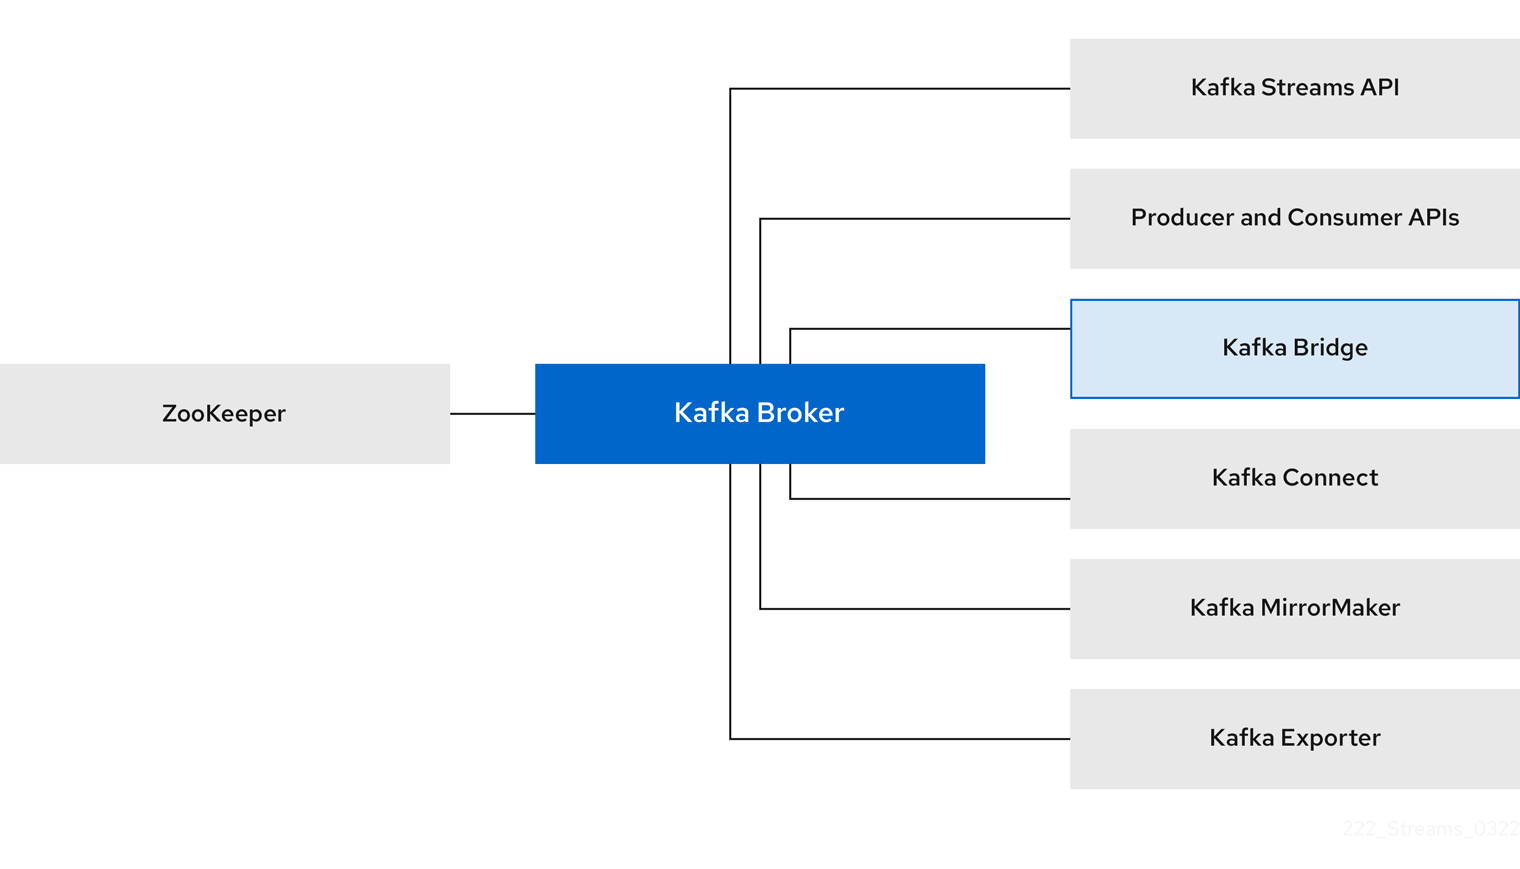 Kafka Streams API
Producer and Consumer APIs
Kafka Bridge
ZooKeeper
Kafka Broker
Kafka Connect
Kafka MirrorMaker
Kafka Exporter
222_Streams_0322